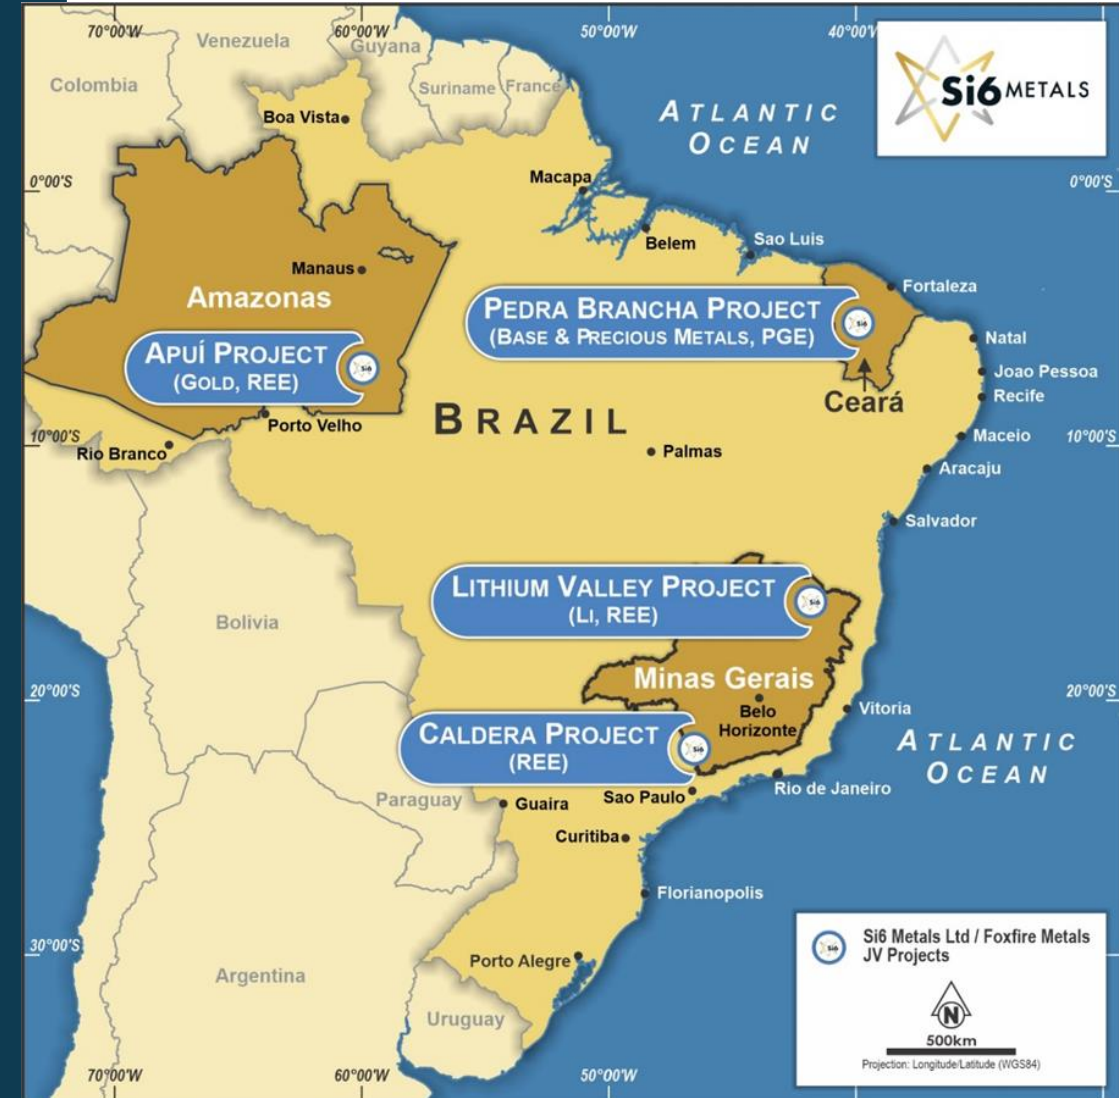 70°00'W
60°00'W
50°00'W
40°00'
Si6 METALS
Venezuela
Guyana
Colombia
Suriname
France
ATLANTIC
OCEAN
Boa Vista
0°00'S
0°00'S
Macapa
Belem
Sao Luis
Manaus
Amazonas
Fortaleza
PEDRA BRANCHA PROJECT
(BASE & PRECIOUS METALS, PGE)
Si6
APUÍ PROJECT
(GOLD, REE)
Si6
Natal
Joao Pessoa
Recife
Ceará
BRAZIL
Porto Velho
10°00'S
10°00'S
Rio Branco
Palmas
Maceio
Aracaju
Salvador
LITHIUM VALLEY PROJECT
(LI, REE)
Si6
Bolivia
Minas Gerais
20°00'S
20°00'S
Belo
Horizonte
Vitoria
CALDERA PROJECT
(REE)
Si6
ATLANTIC
OCEAN
Paraguay
Guaira
Sao Paulo
Rio de Janeiro
Curitiba
Florianopolis
30°00'S
Porto Alegre
Argentina
Uruguay
Si6
Si6 Metals Ltd / Foxfire Metals
JV Projects
N
500km
Projection: Longitude/Latitude (WGS84)
70°00'W
60°00'W
50°00'W